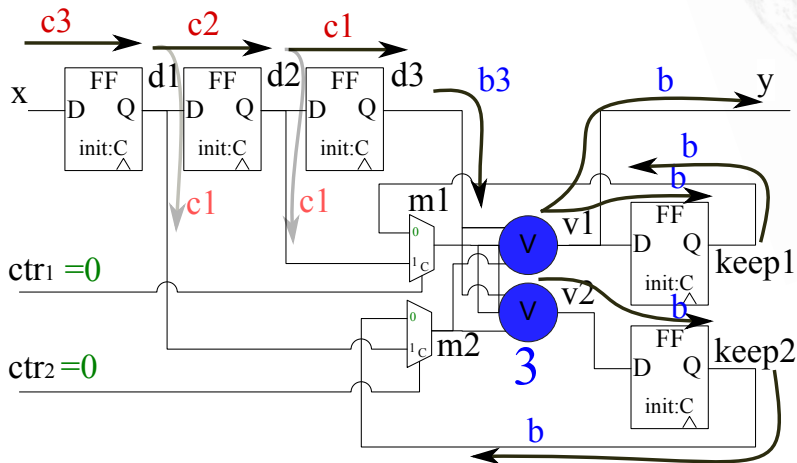 c3 c2 c1
x FF D Q init:C d1 FF D Q init:C d2 FF D Q init:C d3 b3 b y
c1 c1 m1 b b
0 1 C V v1 FF D Q init:C keep1
ctr1 =0
0 1 C m2 V v2 b
3 FF D Q init:C keep2
ctr2 =0
b